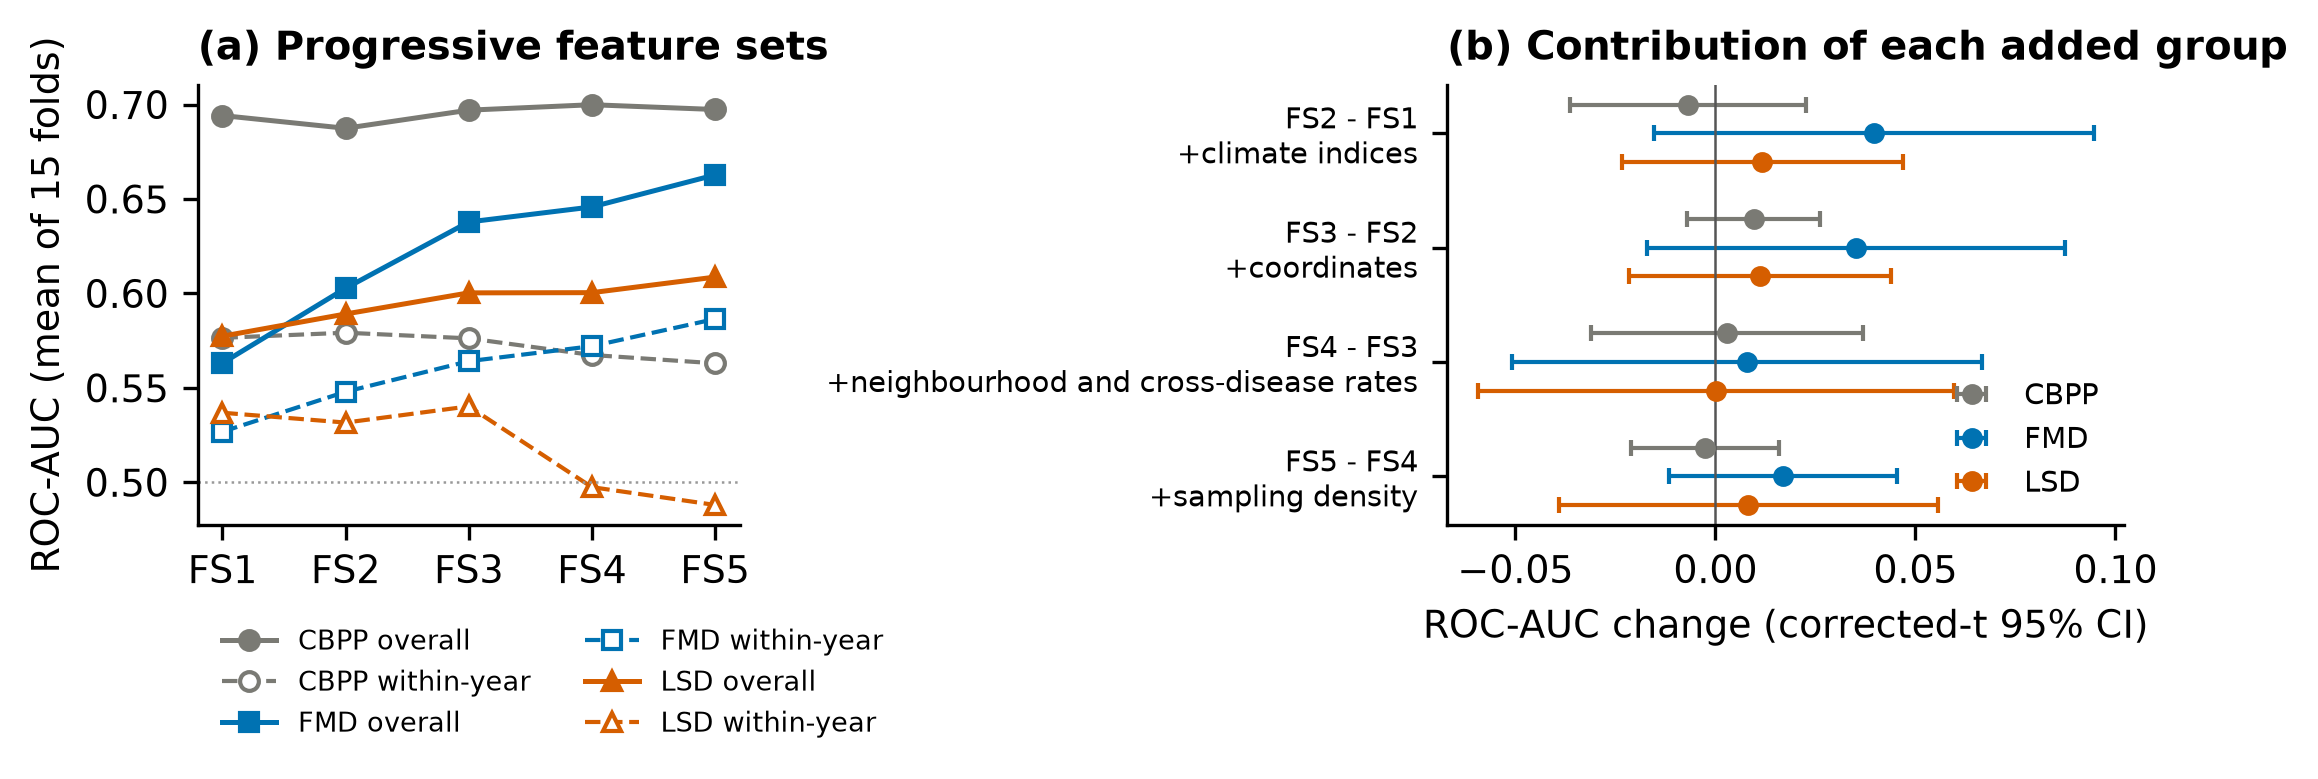 (a) Progressive feature sets
ROC-AUC (mean of 15 folds)
0.70
0.65
0.60
0.55
0.50
FS1
FS2
FS3
FS4
FS5
CBPP overall
CBPP within-year
FMD overall
FMD within-year
LSD overall
LSD within-year
(b) Contribution of each added group
FS2 - FS1
+climate indices
FS3 - FS2
+coordinates
FS4 - FS3
+neighbourhood and cross-disease rates
FS5 - FS4
+sampling density
CBPP
FMD
LSD
−0.05
0.00
0.05
0.10
ROC-AUC change (corrected-t 95% CI)